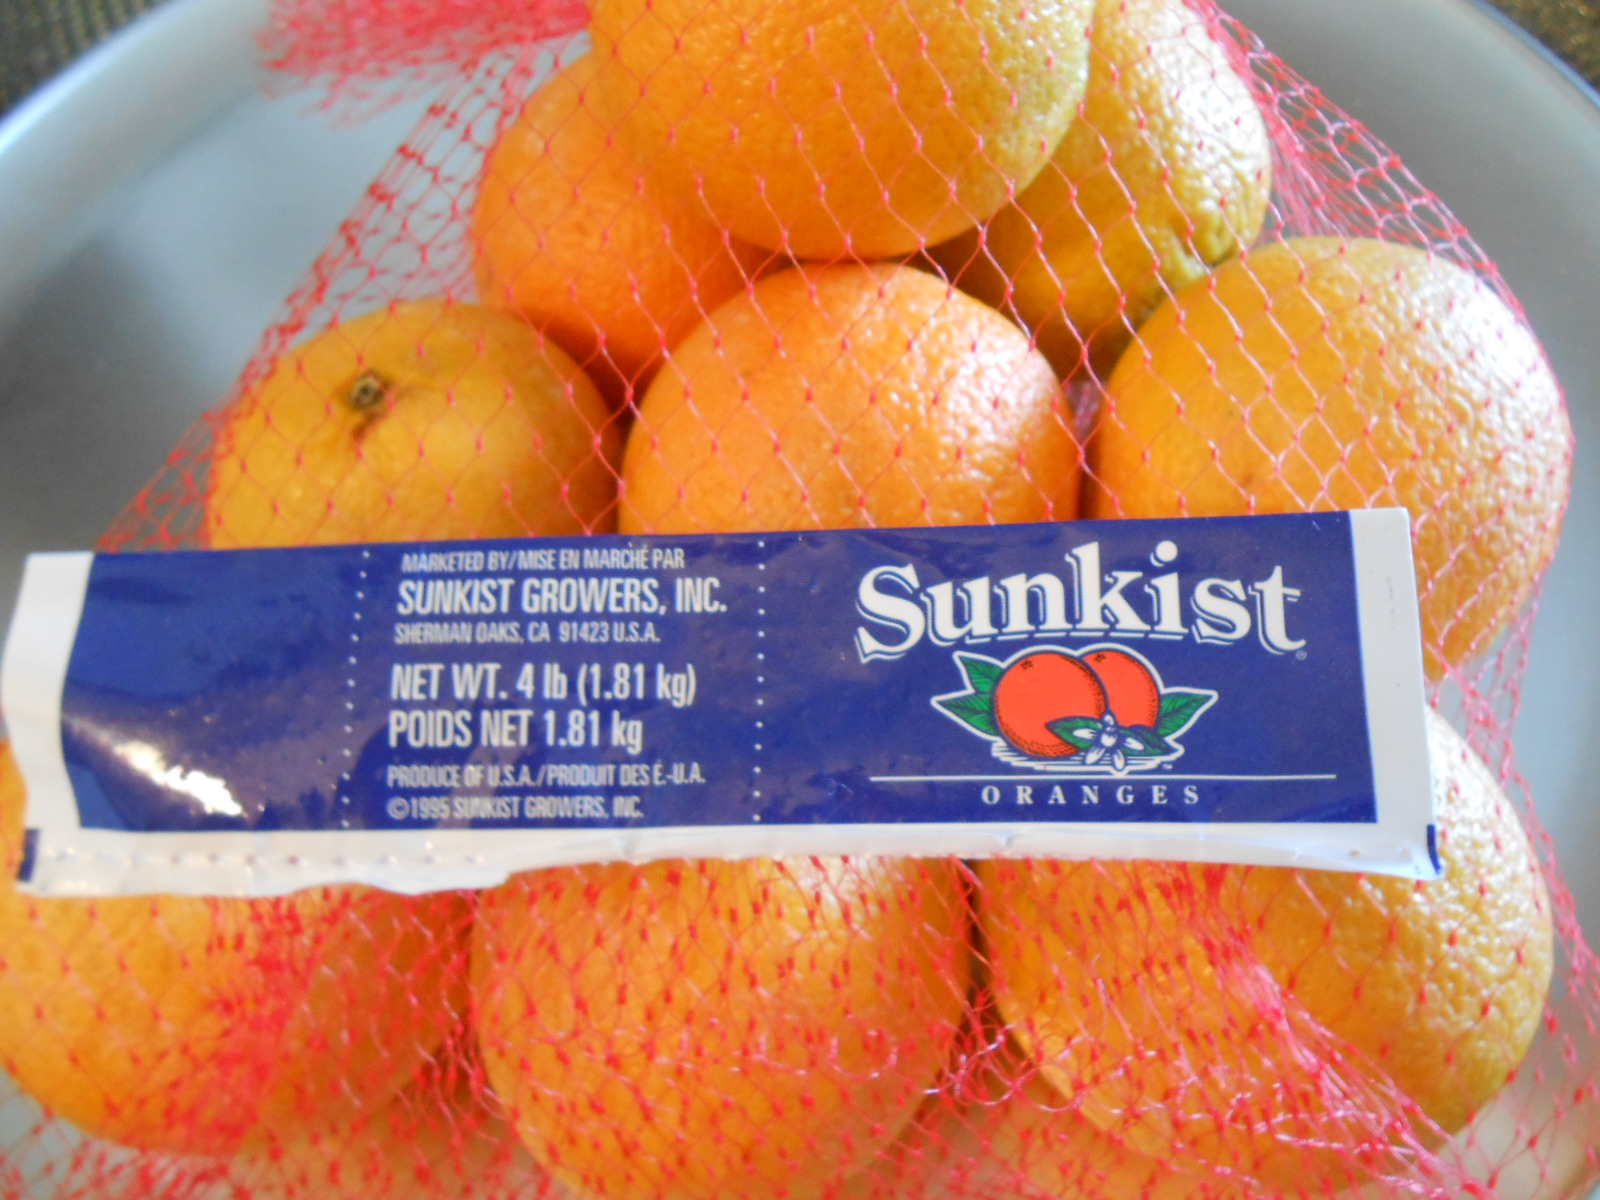 MARKETED BY/MISE EN MARCHÉ PAR
SUNKIST GROWERS, INC.
SHERMAN OAKS, CA 91423 U.S.A.
NET WT. 4 lb (1.81 kg)
POIDS NET 1.81 kg
PRODUCE OF U.S.A./PRODUIT DES É.-U.A.
©1995 SUNKIST GROWERS, INC.
Sunkist®
™
ORANGES